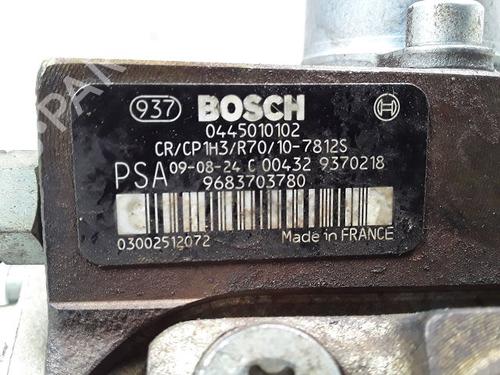 937 BOSCH
0445010102
CR/CP1H3/R70/10-7812S
PSA 09-08-24 C 00432 9370218
9683703780
03002512072 Made in FRANCE